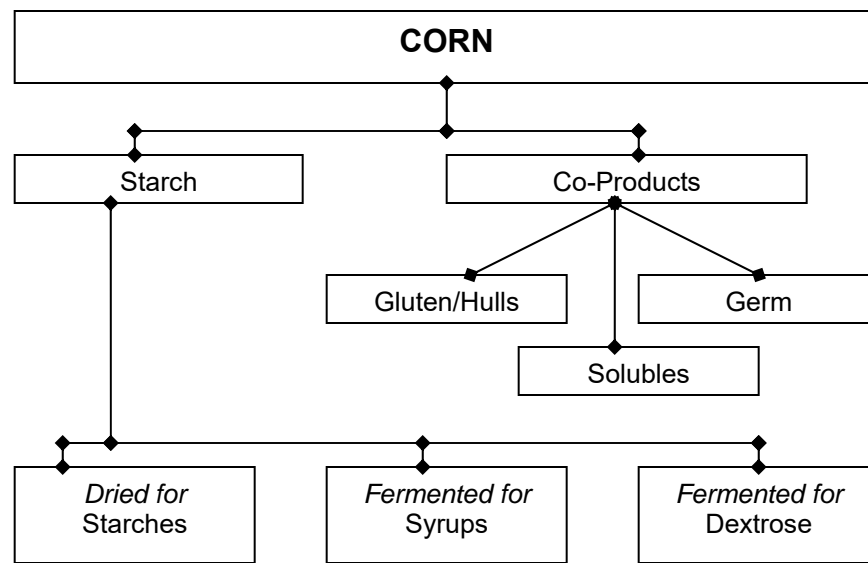 CORN
Starch
Co-Products
Gluten/Hulls
Germ
Solubles
Dried for
Starches
Fermented for
Syrups
Fermented for
Dextrose